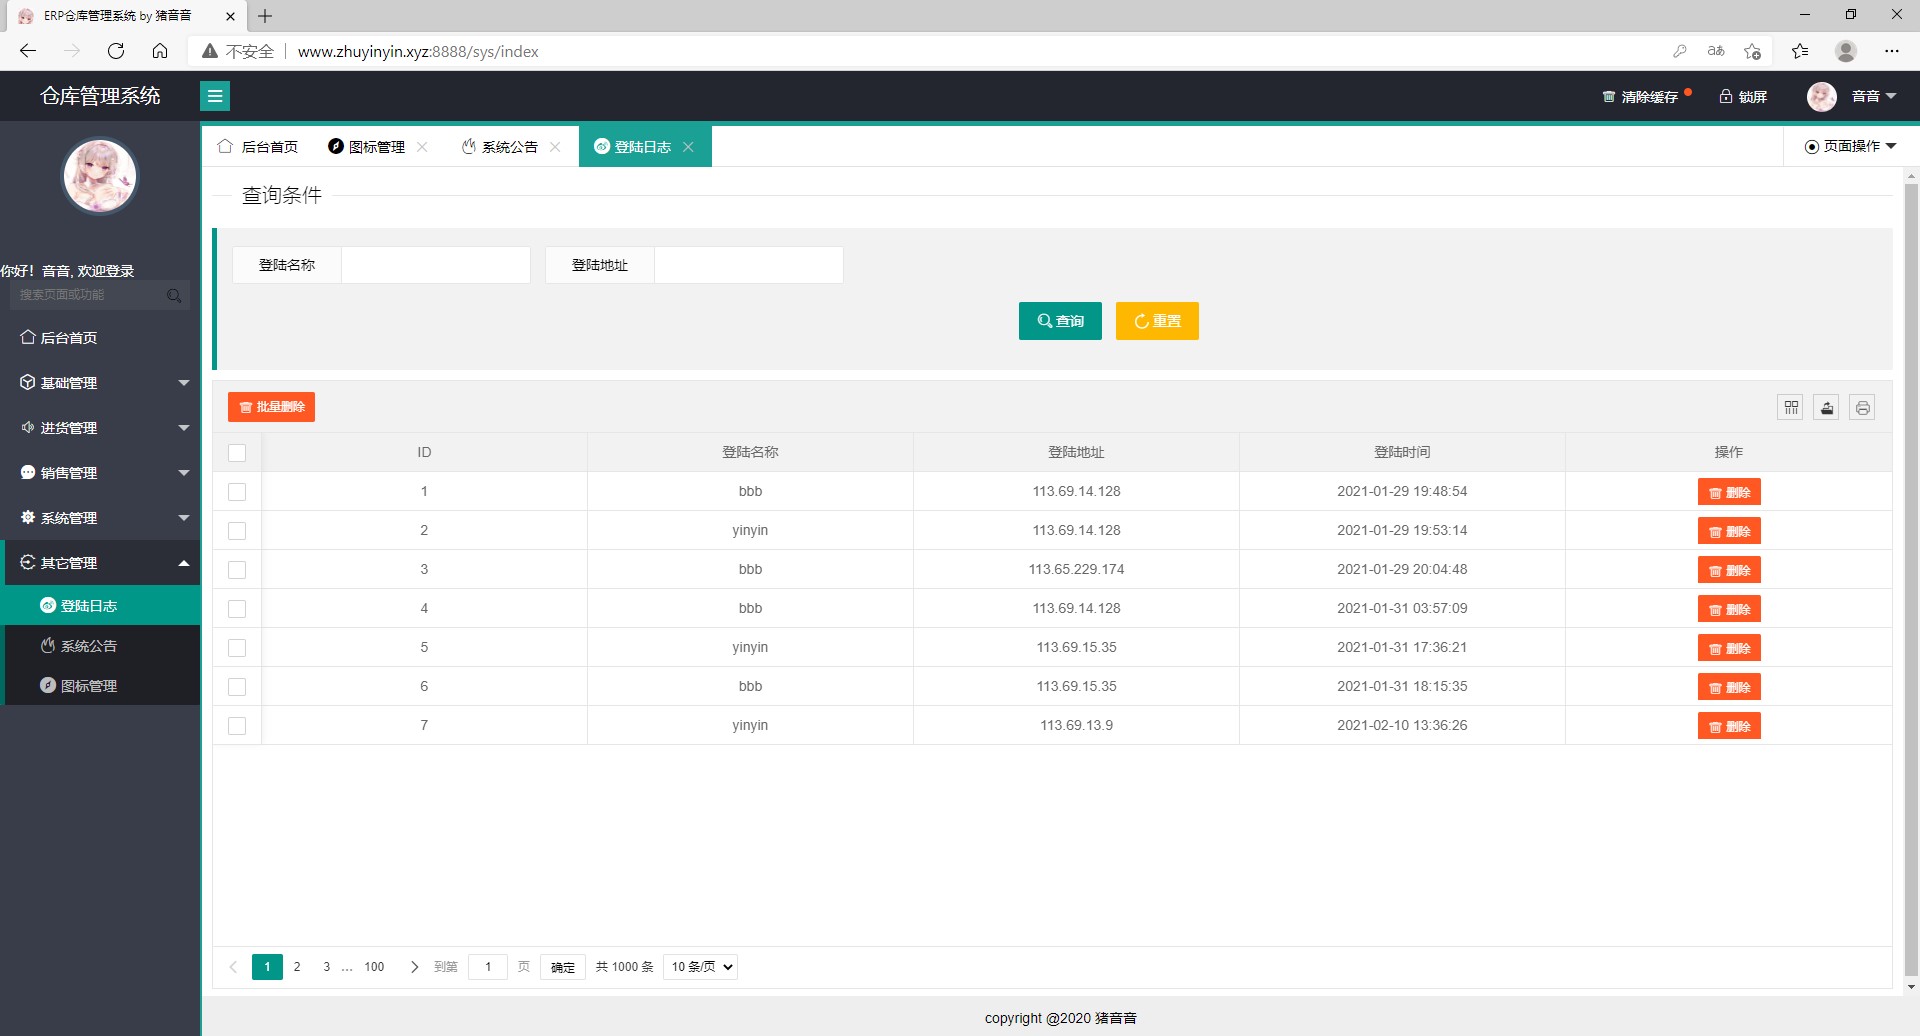 ERP仓库管理系统 by 猪音音
不安全 www.zhuyinyin.xyz:8888/sys/index aあ
仓库管理系统 清除缓存 锁屏 音音
后台首页 图标管理 系统公告 登陆日志 页面操作
你好！音音, 欢迎登录
搜索页面或功能
后台首页
基础管理
进货管理
销售管理
系统管理
其它管理
登陆日志
系统公告
图标管理
查询条件
登陆名称 登陆地址
查询 重置
批量删除
ID 登陆名称 登陆地址 登陆时间 操作
1 bbb 113.69.14.128 2021-01-29 19:48:54 删除
2 yinyin 113.69.14.128 2021-01-29 19:53:14 删除
3 bbb 113.65.229.174 2021-01-29 20:04:48 删除
4 bbb 113.69.14.128 2021-01-31 03:57:09 删除
5 yinyin 113.69.15.35 2021-01-31 17:36:21 删除
6 bbb 113.69.15.35 2021-01-31 18:15:35 删除
7 yinyin 113.69.13.9 2021-02-10 13:36:26 删除
1 2 3 … 100 到第 1 页 确定 共 1000 条 10 条/页
copyright @2020 猪音音